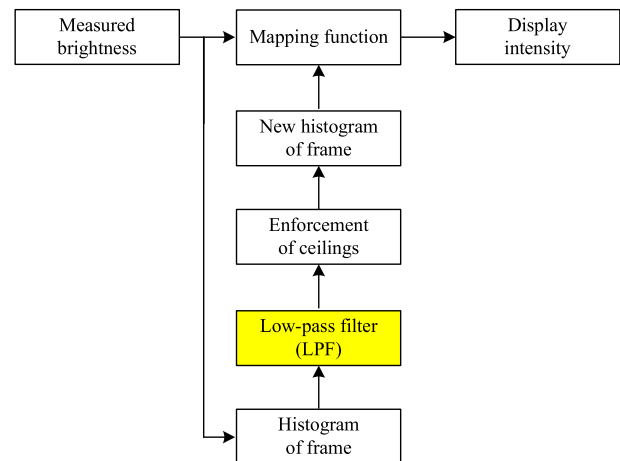 Measured
brightness
Mapping function
Display
intensity
New histogram
of frame
Enforcement
of ceilings
Low-pass filter
(LPF)
Histogram
of frame